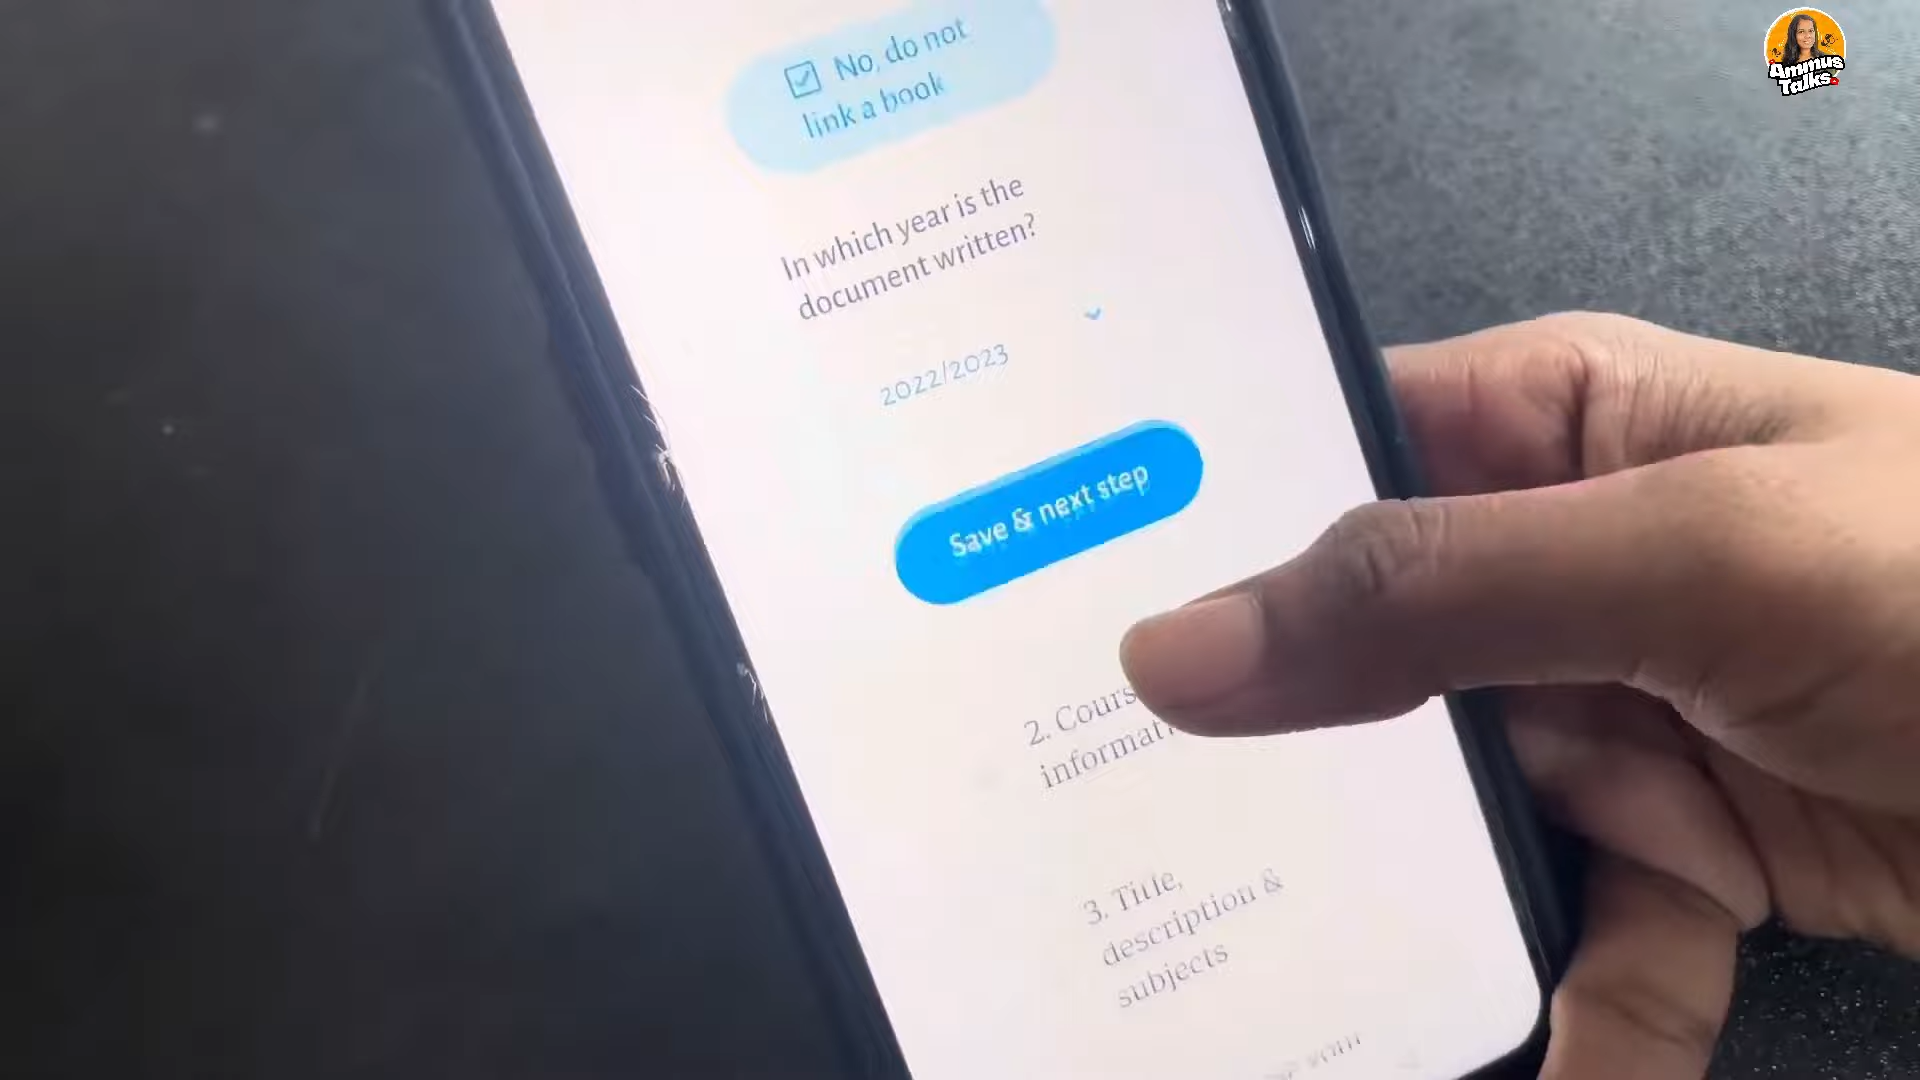 Ammus
Talks
No, do not
link a book
In which year is the
document written?
2022/2023
Save & next step
2. Cours
informat
3. Title,
description &
subjects